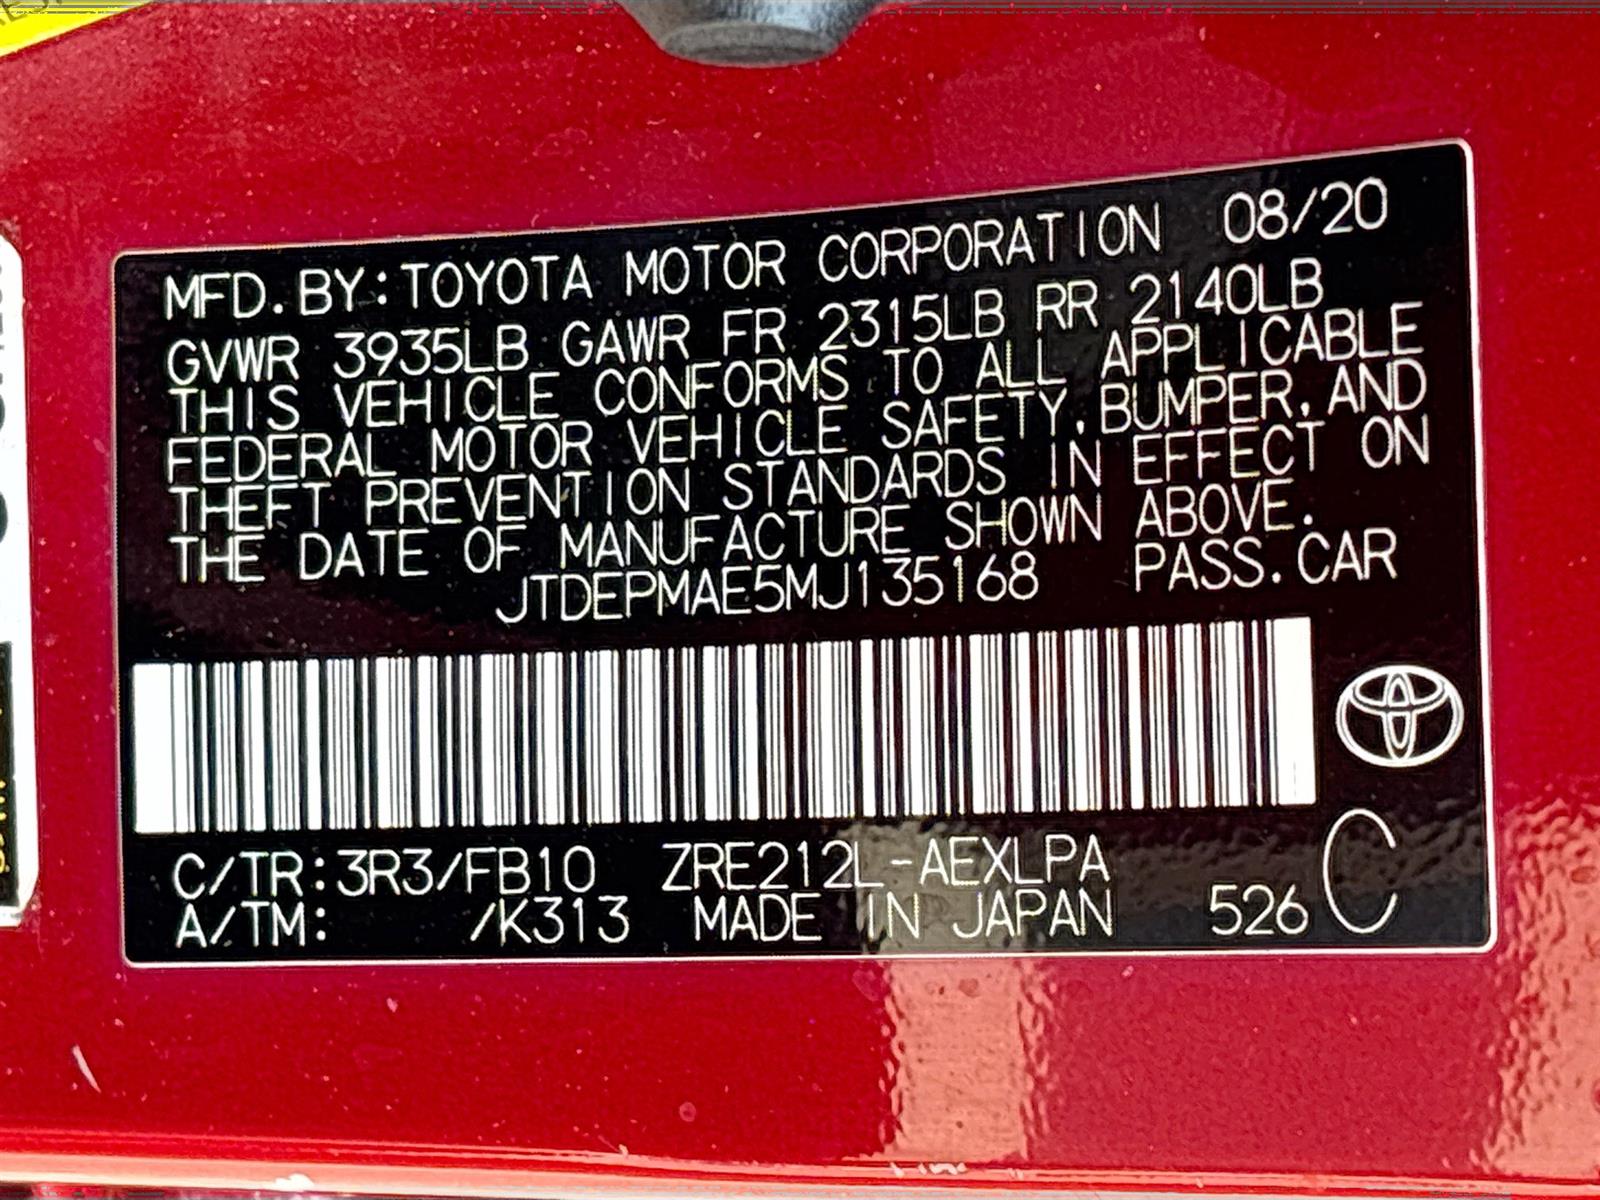 MFD. BY: TOYOTA MOTOR CORPORATION 08/20
GVWR 3935LB GAWR FR 2315LB RR 2140LB
THIS VEHICLE CONFORMS TO ALL APPLICABLE
FEDERAL MOTOR VEHICLE SAFETY, BUMPER, AND
THEFT PREVENTION STANDARDS IN EFFECT ON
THE DATE OF MANUFACTURE SHOWN ABOVE.
JTDEPMAE5MJ135168 PASS. CAR
C/TR: 3R3/FB10 ZRE212L-AEXLPA
A/TM: /K313 MADE IN JAPAN 526 C